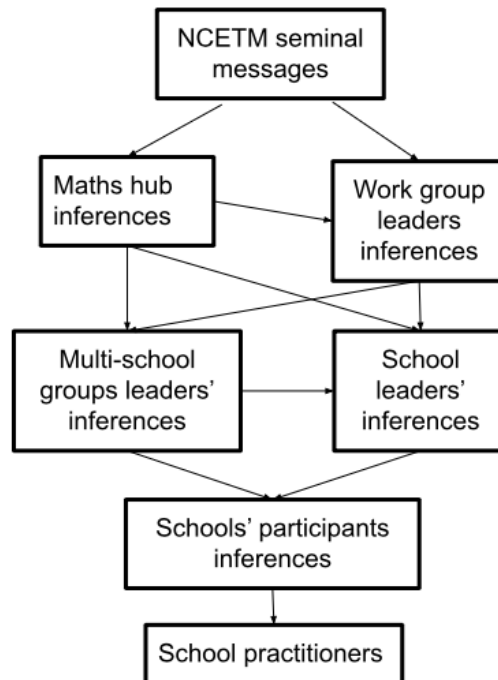 NCETM seminal
messages
Maths hub
inferences
Work group
leaders
inferences
Multi-school
groups leaders’
inferences
School
leaders’
inferences
Schools’ participants
inferences
School practitioners